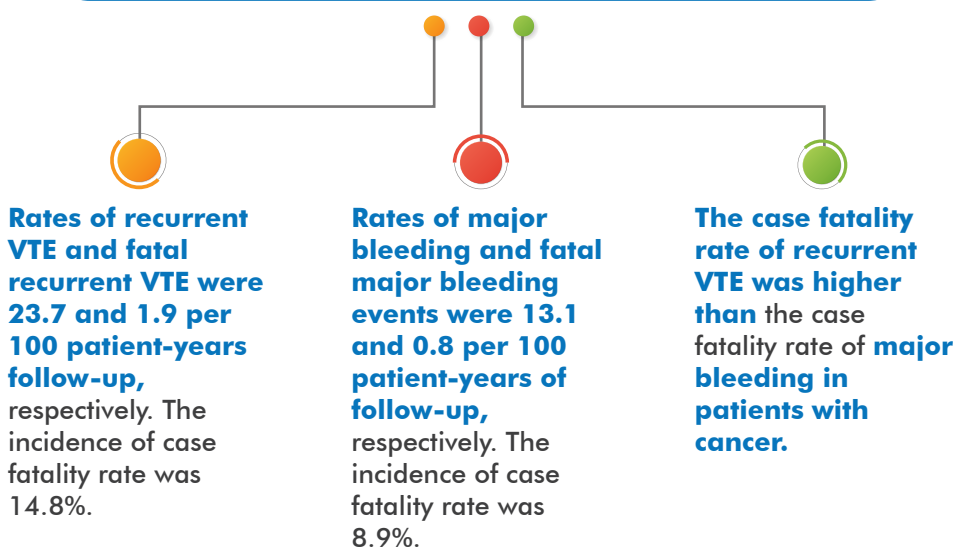 Rates of recurrent
VTE and fatal
recurrent VTE were
23.7 and 1.9 per
100 patient-years
follow-up,
respectively. The
incidence of case
fatality rate was
14.8%.
Rates of major
bleeding and fatal
major bleeding
events were 13.1
and 0.8 per 100
patient-years of
follow-up,
respectively. The
incidence of case
fatality rate was
8.9%.
The case fatality
rate of recurrent
VTE was higher
than the case
fatality rate of major
bleeding in
patients with
cancer.